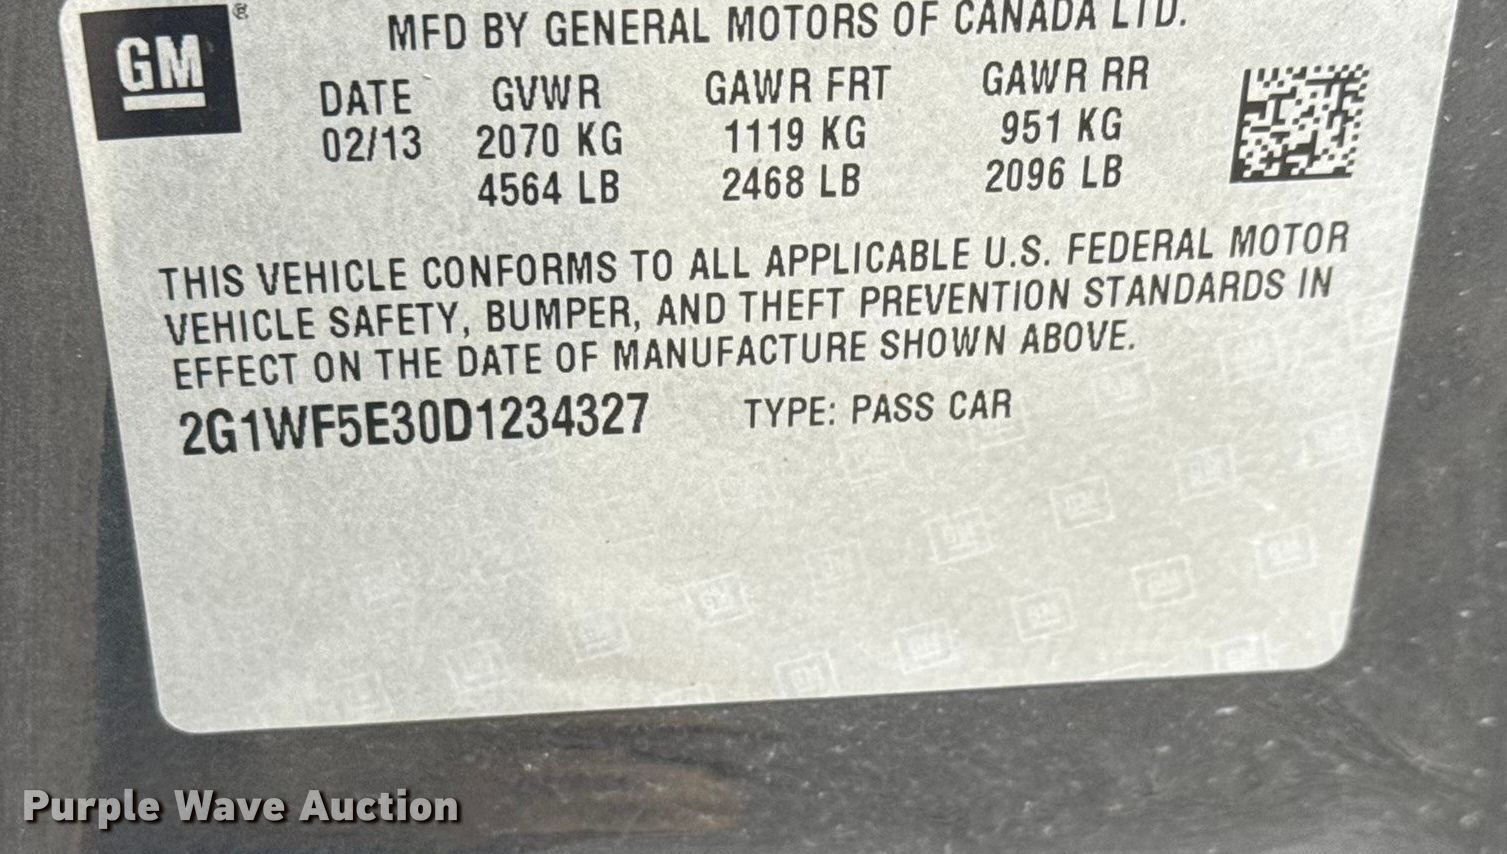 GM ®
MFD BY GENERAL MOTORS OF CANADA LTD.
DATE GVWR GAWR FRT GAWR RR
02/13 2070 KG 1119 KG 951 KG
4564 LB 2468 LB 2096 LB
THIS VEHICLE CONFORMS TO ALL APPLICABLE U.S. FEDERAL MOTOR
VEHICLE SAFETY, BUMPER, AND THEFT PREVENTION STANDARDS IN
EFFECT ON THE DATE OF MANUFACTURE SHOWN ABOVE.
2G1WF5E30D1234327 TYPE: PASS CAR
Purple Wave Auction